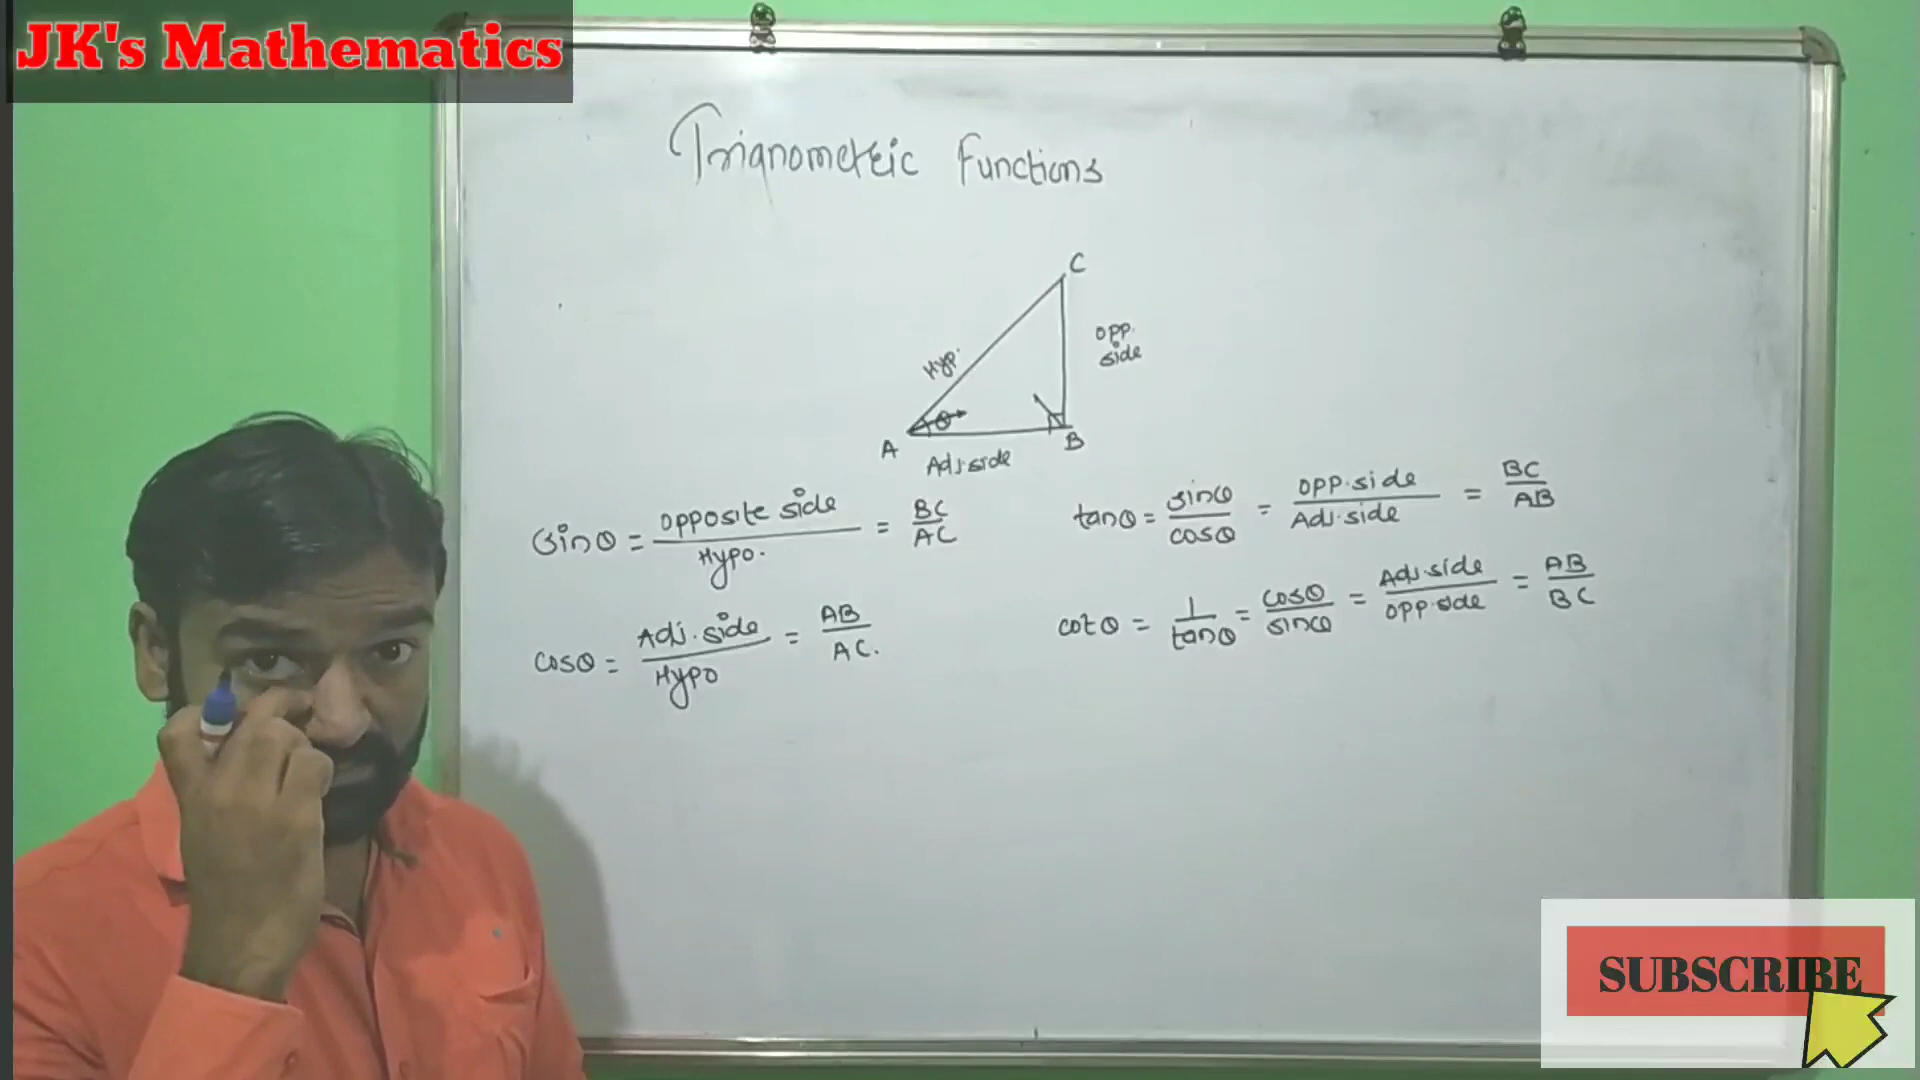 JK's Mathematics
Trignometric Functions
C
Hyp.
opp.
side
θ
A
B
Adj.side
sinθ = opposite side / Hypo. = BC / AC
tanθ = sinθ / cosθ = opp.side / Adj.side = BC / AB
cosθ = Adj.side / Hypo = AB / AC.
cotθ = 1 / tanθ = cosθ / sinθ = Adj.side / opp.side = AB / BC
SUBSCRIBE